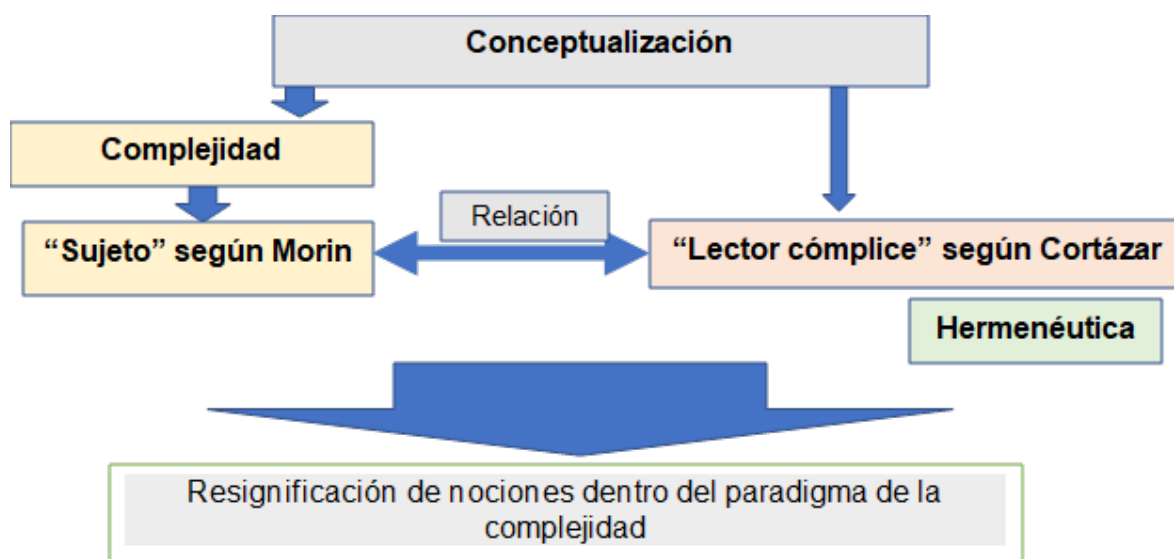 Conceptualización
Complejidad
Relación
“Sujeto” según Morin
“Lector cómplice” según Cortázar
Hermenéutica
Resignificación de nociones dentro del paradigma de la
complejidad